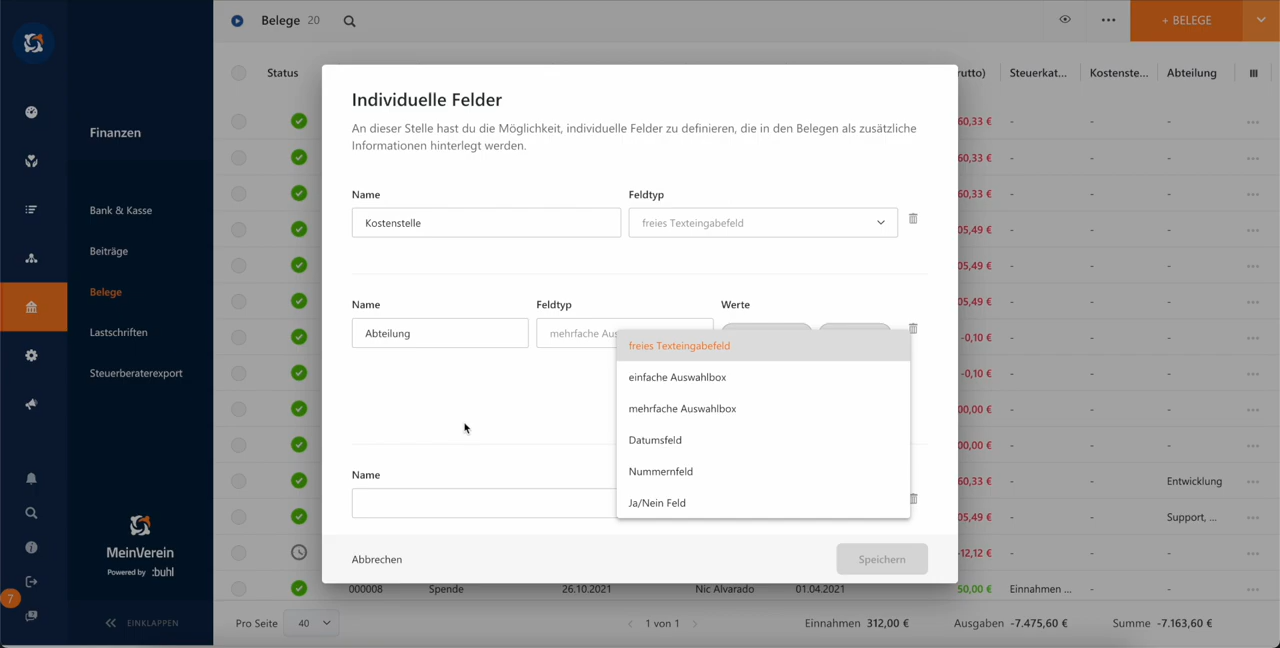 Belege 20
+ BELEGE
Finanzen
Bank & Kasse
Beiträge
Belege
Lastschriften
Steuerberaterexport
MeinVerein
Powered by :buhl
EINKLAPPEN
7
Status
rutto)
Steuerkat...
Kostenste...
Abteilung
Individuelle Felder
An dieser Stelle hast du die Möglichkeit, individuelle Felder zu definieren, die in den Belegen als zusätzliche
Informationen hinterlegt werden.
Name
Feldtyp
Kostenstelle
freies Texteingabefeld
Name
Feldtyp
Werte
Abteilung
mehrfache Aus
freies Texteingabefeld
einfache Auswahlbox
mehrfache Auswahlbox
Datumsfeld
Nummernfeld
Ja/Nein Feld
Name
Abbrechen
Speichern
60,33 € - - -
60,33 € - - -
60,33 € - - -
05,49 € - - -
05,49 € - - -
05,49 € - - -
-0,10 € - - -
-0,10 € - - -
00,00 € - - -
00,00 € - - -
60,33 € - - Entwicklung
05,49 € - - Support, ...
-12,12 € - - -
000008 Spende 26.10.2021 Nic Alvarado 01.04.2021 50,00 € Einnahmen ... - -
Pro Seite 40
1 von 1
Einnahmen 312,00 €
Ausgaben -7.475,60 €
Summe -7.163,60 €